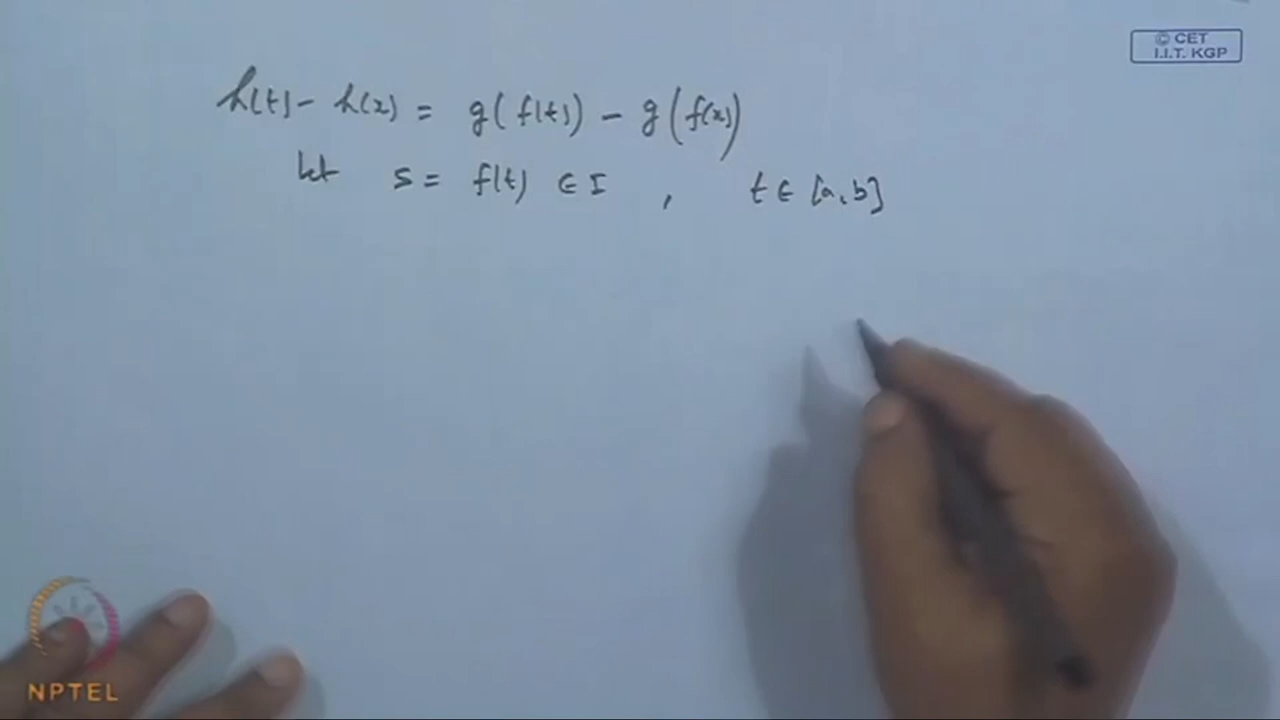 © CET
I.I.T. KGP
h(t) - h(x) = g(f(t)) - g(f(x))
let s = f(t) ∈ I , t ∈ [a, b]
NPTEL